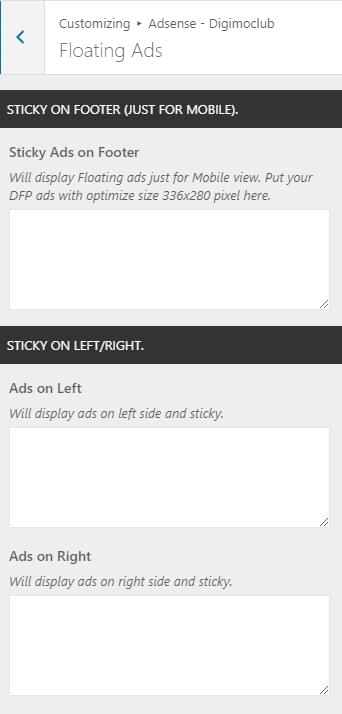 Customizing ▸ Adsense - Digimoclub
Floating Ads
STICKY ON FOOTER (JUST FOR MOBILE).
Sticky Ads on Footer
Will display Floating ads just for Mobile view. Put your
DFP ads with optimize size 336x280 pixel here.
STICKY ON LEFT/RIGHT.
Ads on Left
Will display ads on left side and sticky.
Ads on Right
Will display ads on right side and sticky.